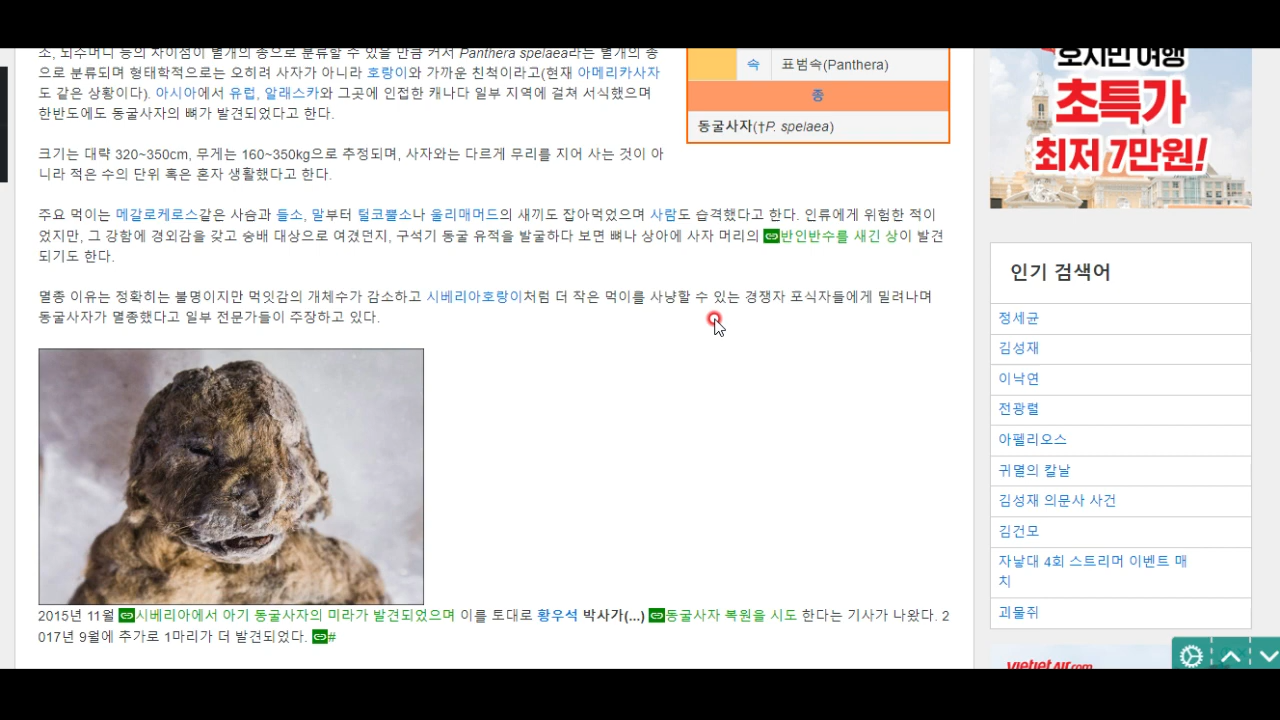 소, 뇌수머니 등의 차이점이 별개의 종으로 분류할 수 있을 만큼 커서 Panthera spelaea라는 별개의 종
으로 분류되며 형태학적으로는 오히려 사자가 아니라 호랑이와 가까운 친척이라고(현재 아메리카사자
도 같은 상황이다). 아시아에서 유럽, 알래스카와 그곳에 인접한 캐나다 일부 지역에 걸쳐 서식했으며
한반도에도 동굴사자의 뼈가 발견되었다고 한다.
크기는 대략 320~350cm, 무게는 160~350kg으로 추정되며, 사자와는 다르게 무리를 지어 사는 것이 아
니라 적은 수의 단위 혹은 혼자 생활했다고 한다.
주요 먹이는 메갈로케로스같은 사슴과 들소, 말부터 털코뿔소나 울리매머드의 새끼도 잡아먹었으며 사람도 습격했다고 한다. 인류에게 위험한 적이
었지만, 그 강함에 경외감을 갖고 숭배 대상으로 여겼던지, 구석기 동굴 유적을 발굴하다 보면 뼈나 상아에 사자 머리의 반인반수를 새긴 상이 발견
되기도 한다.
멸종 이유는 정확히는 불명이지만 먹잇감의 개체수가 감소하고 시베리아호랑이처럼 더 작은 먹이를 사냥할 수 있는 경쟁자 포식자들에게 밀려나며
동굴사자가 멸종했다고 일부 전문가들이 주장하고 있다.
2015년 11월 시베리아에서 아기 동굴사자의 미라가 발견되었으며 이를 토대로 황우석 박사가(...) 동굴사자 복원을 시도 한다는 기사가 나왔다. 2
017년 9월에 추가로 1마리가 더 발견되었다. #
속 표범속(Panthera)
종
동굴사자(†P. spelaea)
오지만 여행
초특가
최저 7만원!
인기 검색어
정세균
김성재
이낙연
전광렬
아펠리오스
귀멸의 칼날
김성재 의문사 사건
김건모
자낳대 4회 스트리머 이벤트 매
치
괴물쥐
vietjetAir.com